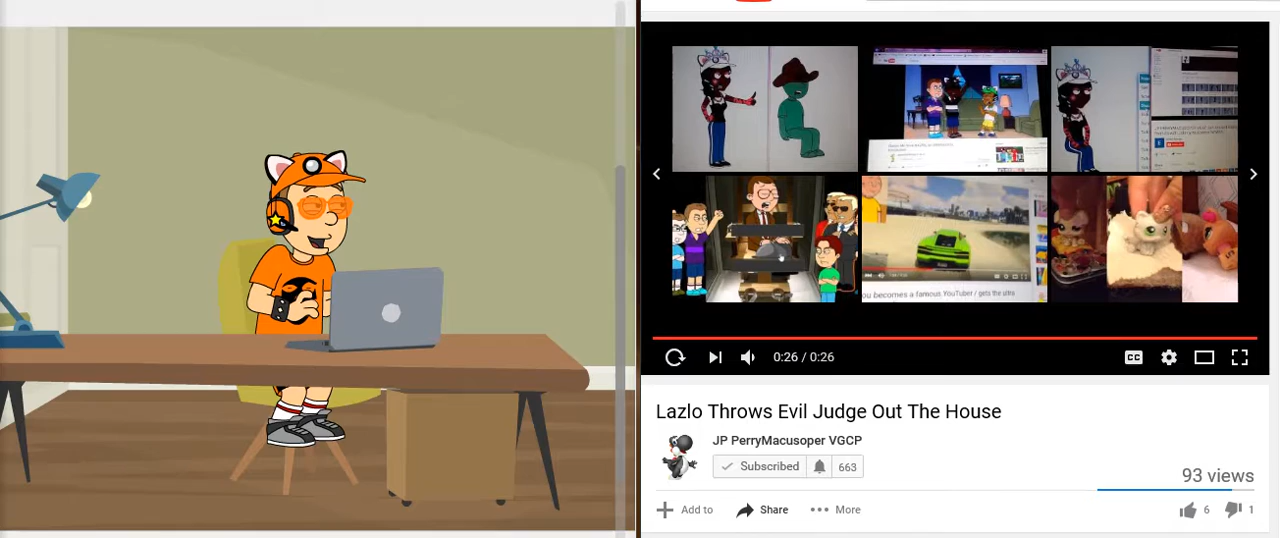 ou becomes a famous YouTuber / gets the ultra
0:26 / 0:26
CC
Lazlo Throws Evil Judge Out The House
JP PerryMacusoper VGCP
Subscribed 663
93 views
Add to Share More 6 1